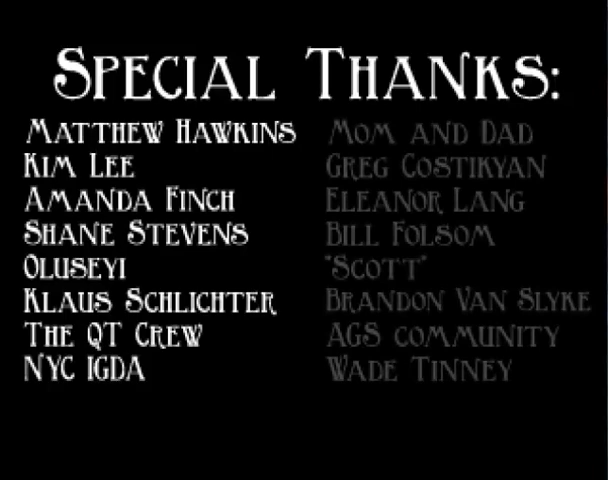 Special Thanks:
Matthew Hawkins
Kim Lee
Amanda Finch
Shane Stevens
Oluseyi
Klaus Schlichter
The QT Crew
NYC IGDA
Mom and Dad
Greg Costikyan
Eleanor Lang
Bill Folsom
"Scott"
Brandon Van Slyke
AGS community
Wade Tinney